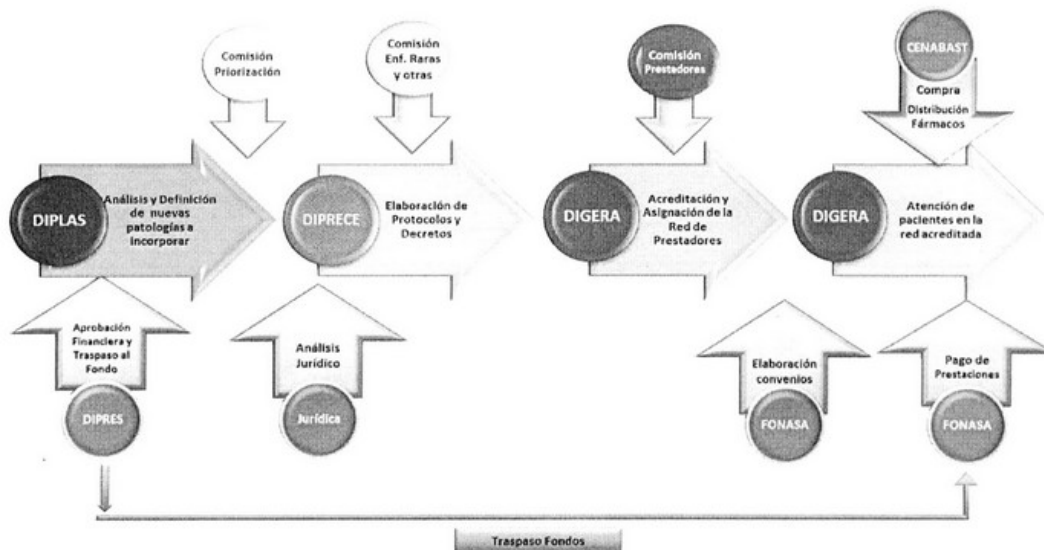 Comisión
Priorización
Comisión
Enf. Raras
y otras
Comisión
Prestadores
CENABAST
Compra
Distribución
Fármacos
DIPLAS
Análisis y Definición
de nuevas
patologías a
Incorporar
DIPRECE
Elaboración de
Protocolos y
Decretos
DIGERA
Acreditación y
Asignación de la
Red de
Prestadores
DIGERA
Atención de
pacientes en la
red acreditada
Aprobación
Financiera y
Traspaso al
Fondo
DIPRES
Análisis
Jurídico
Jurídica
Elaboración
convenios
FONASA
Pago de
Prestaciones
FONASA
Traspaso Fondos